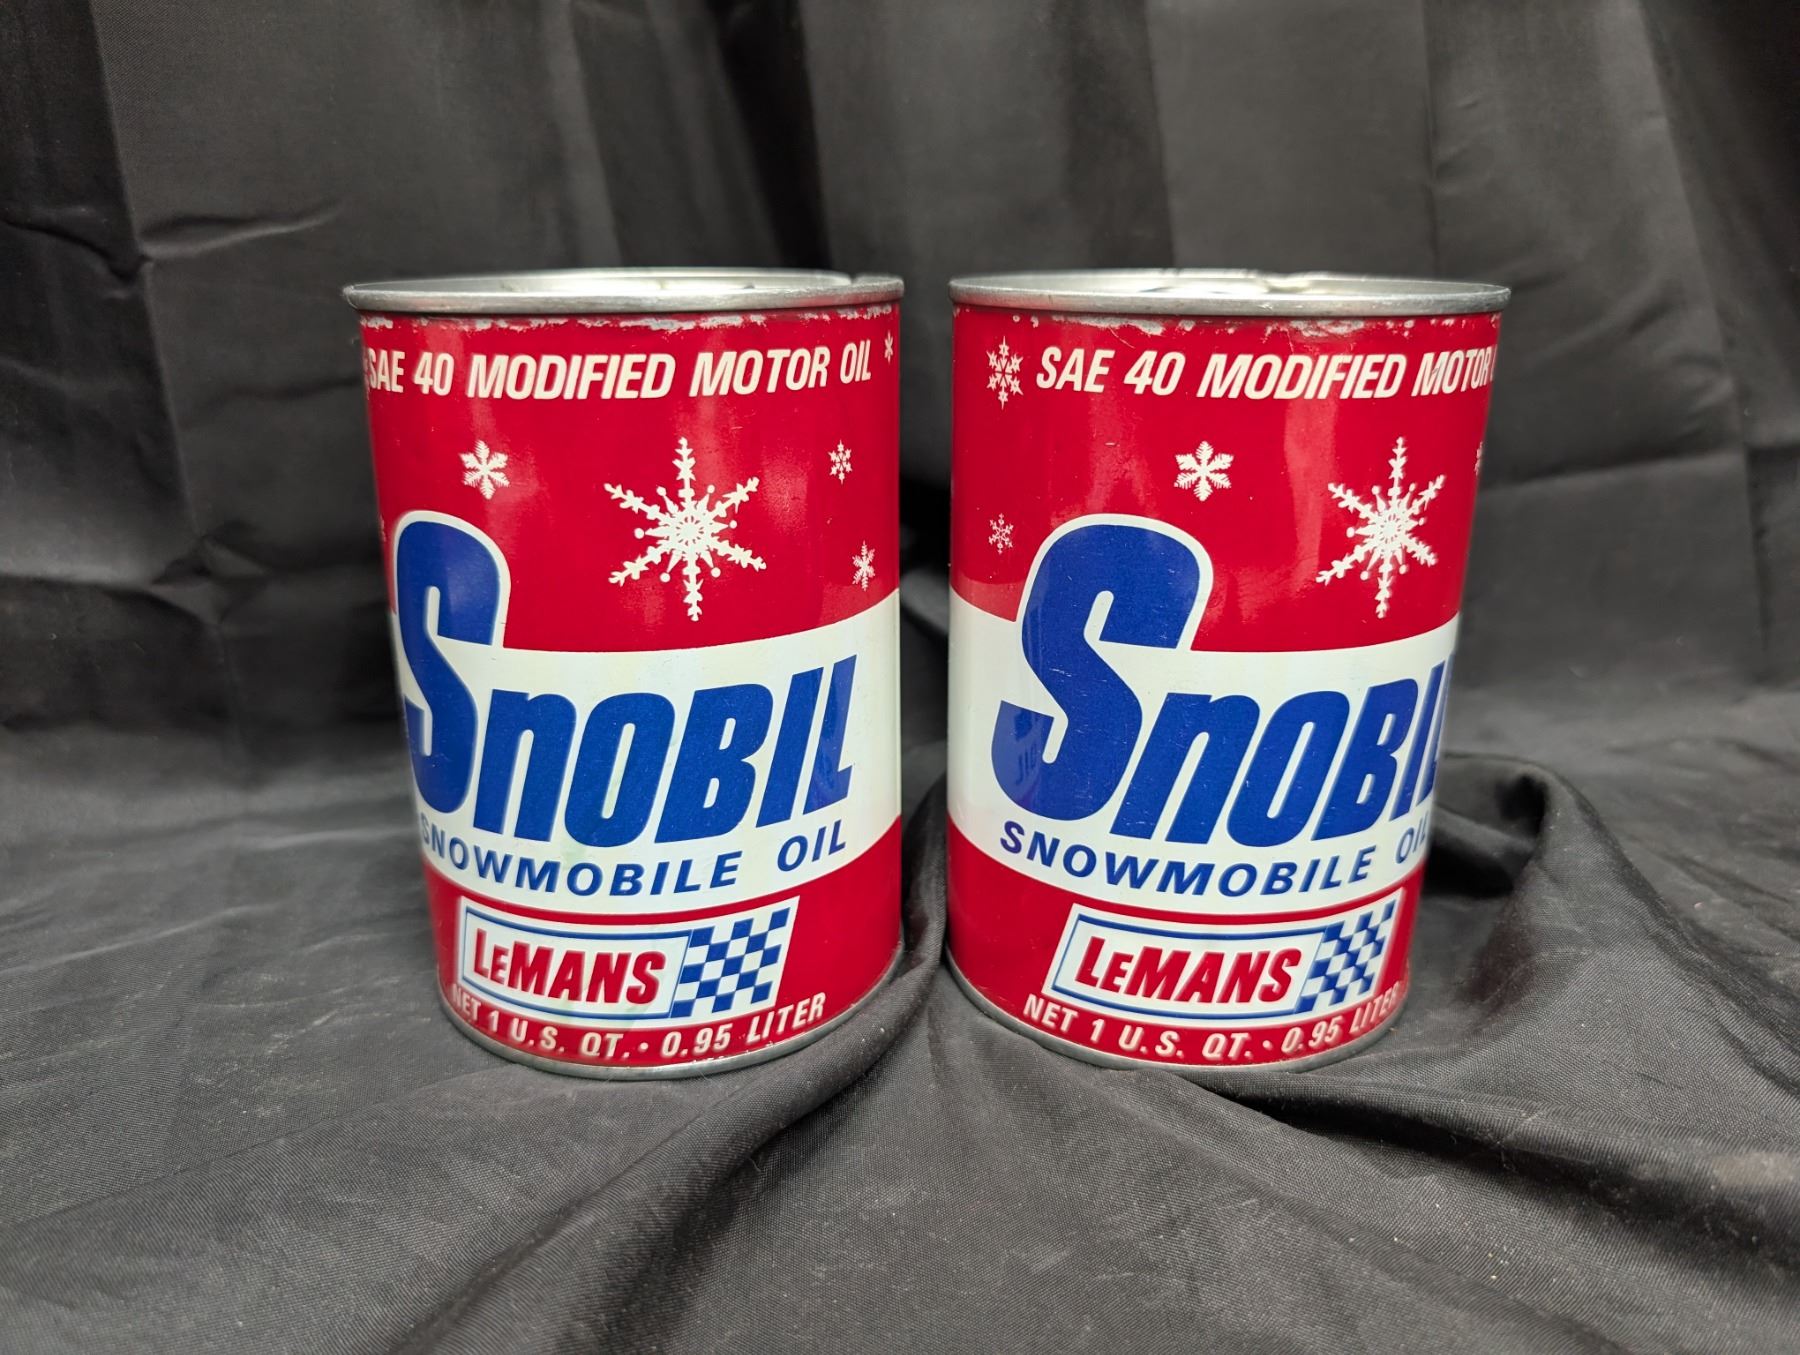 SAE 40 MODIFIED MOTOR OIL
SnOBIL
SNOWMOBILE OIL
LEMANS
NET 1 U.S. QT. · 0.95 LITER
SAE 40 MODIFIED MOTOR
SnOBIL
SNOWMOBILE OIL
LEMANS
NET 1 U.S. QT. · 0.95 LITER